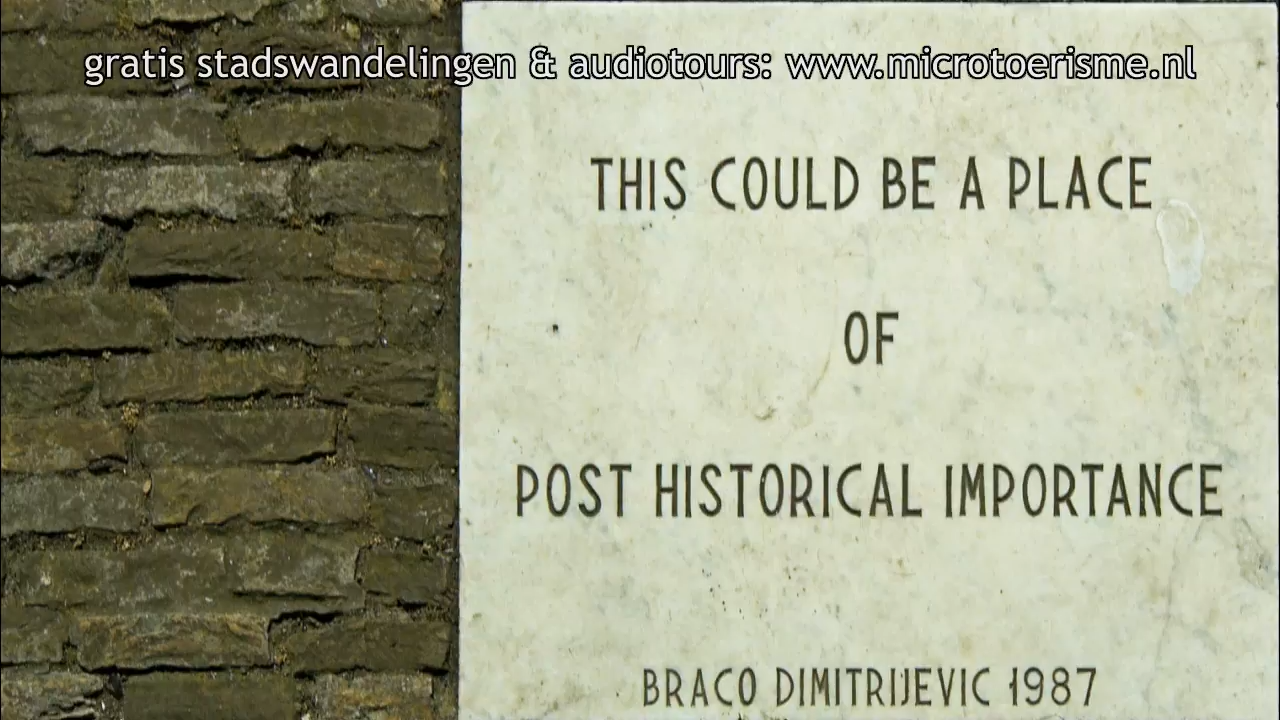 gratis stadswandelingen & audiotours: www.microtoerisme.nl
THIS COULD BE A PLACE
OF
POST HISTORICAL IMPORTANCE
BRACO DIMITRIJEVIC 1987